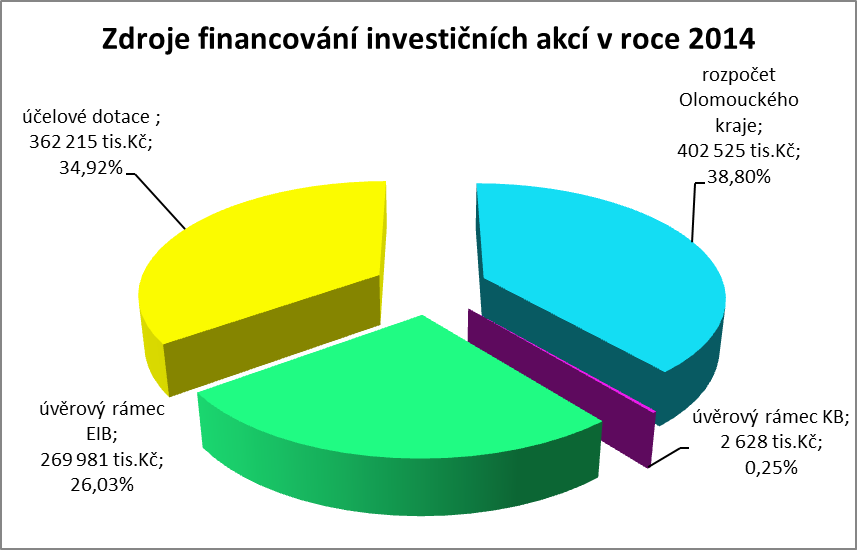 Zdroje financování investičních akcí v roce 2014
rozpočet
Olomouckého
kraje;
402 525 tis.Kč;
38,80%
účelové dotace ;
362 215 tis.Kč;
34,92%
úvěrový rámec
EIB;
269 981 tis.Kč;
26,03%
úvěrový rámec KB;
2 628 tis.Kč;
0,25%